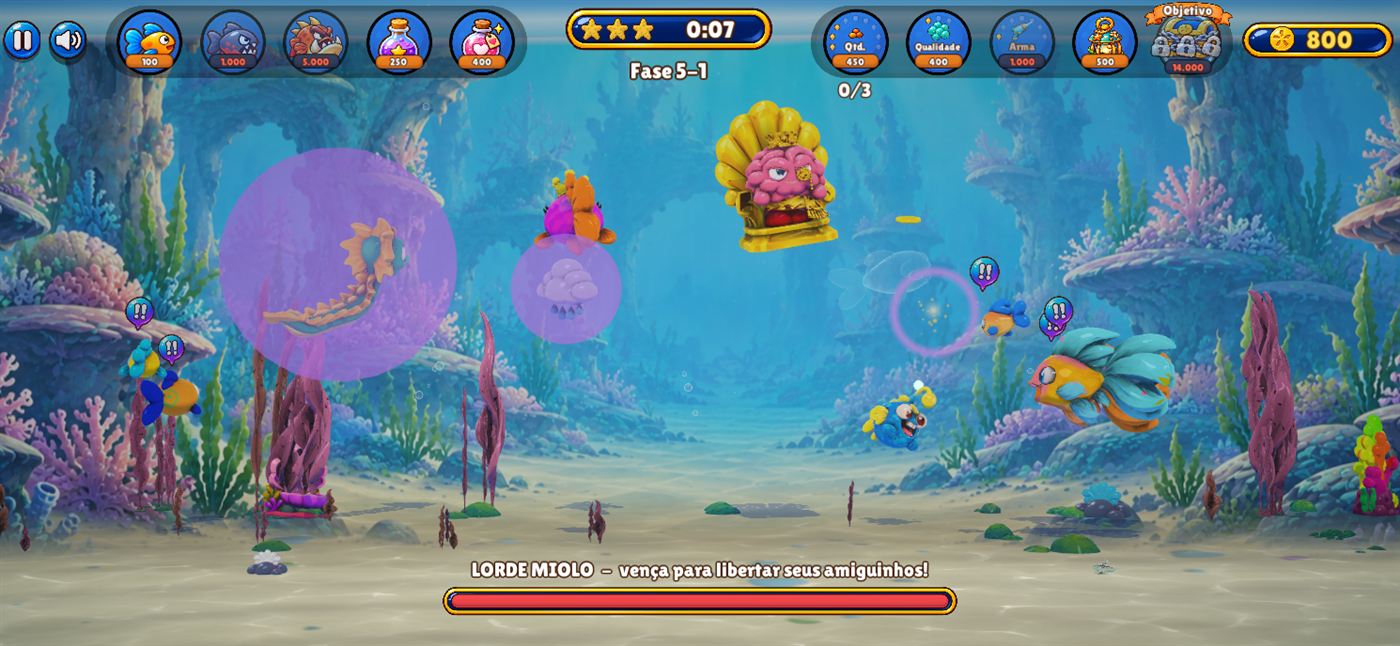 100
1.000
5.000
250
400
0:07
Fase 5-1
Qtd.
450
Qualidade
400
Arma
1.000
500
Objetivo
14.000
800
0/3
!!
!!
!!
!!
LORDE MIOLO - vença para libertar seus amiguinhos!